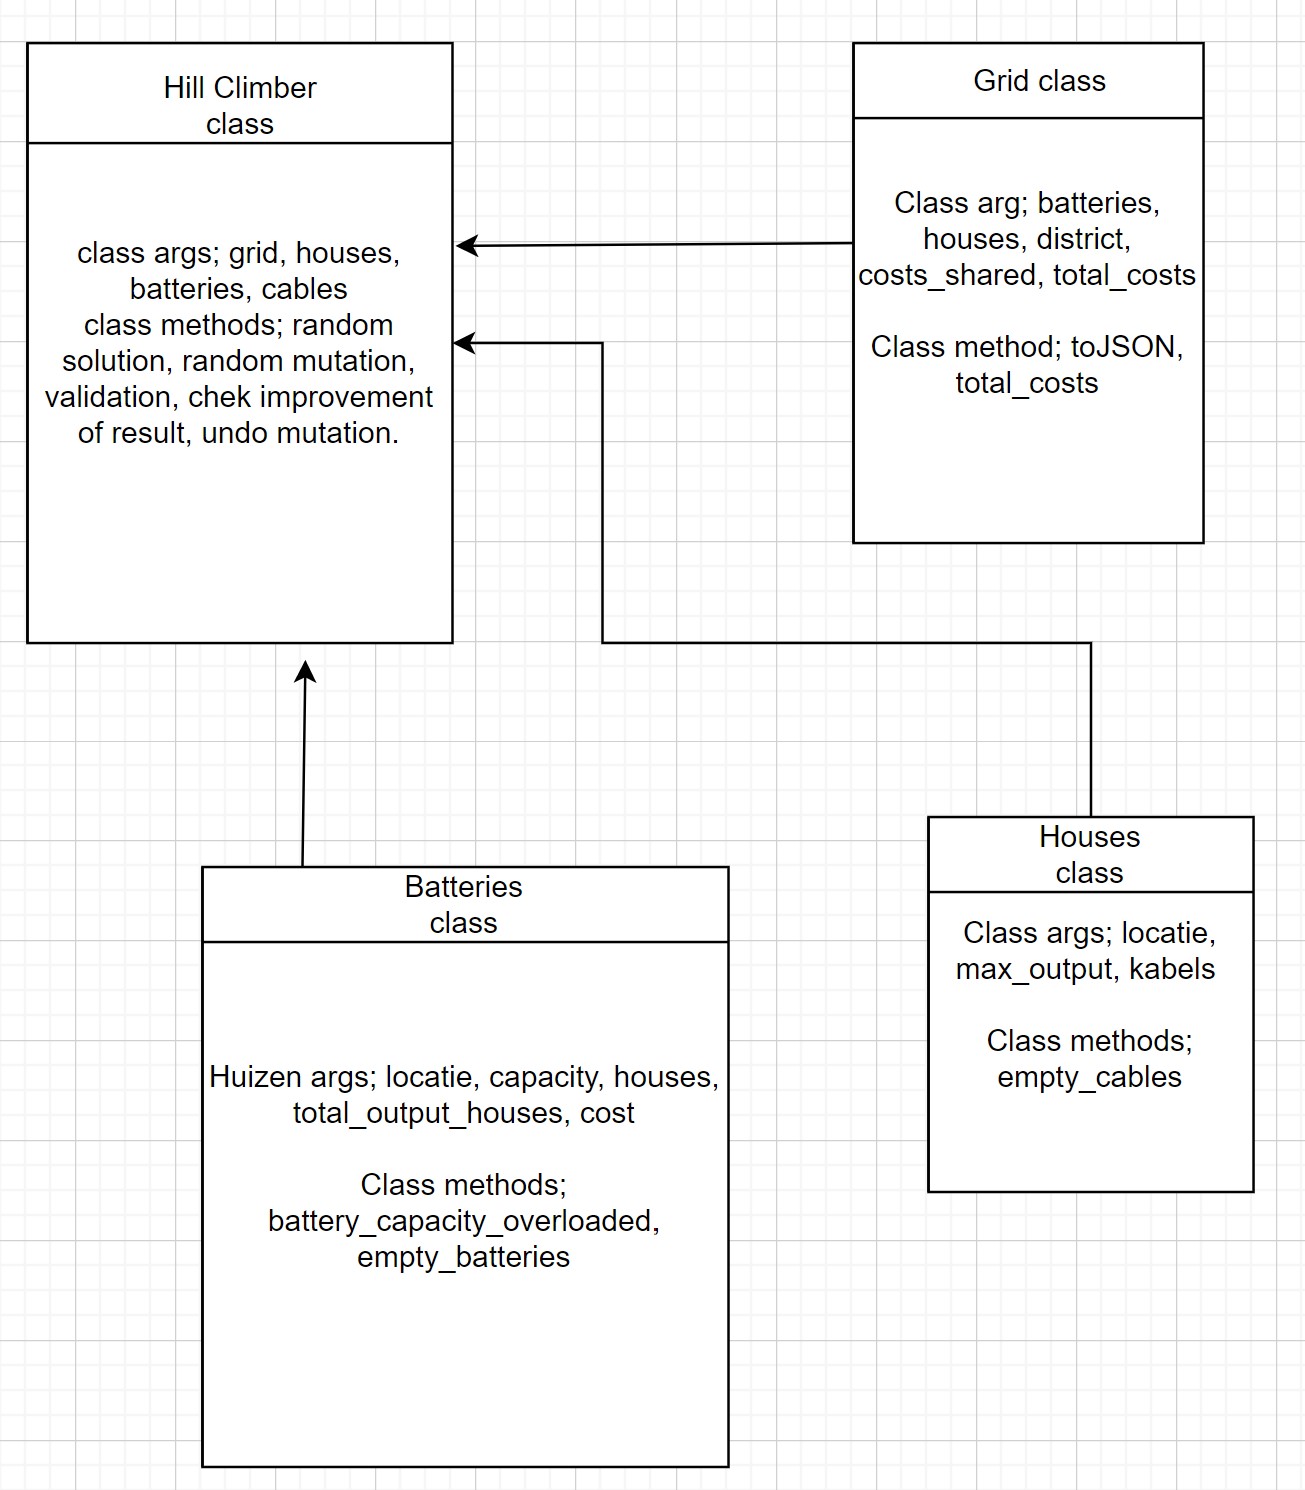 Hill Climber
class
class args; grid, houses,
batteries, cables
class methods; random
solution, random mutation,
validation, chek improvement
of result, undo mutation.
Grid class
Class arg; batteries,
houses, district,
costs_shared, total_costs
Class method; toJSON,
total_costs
Batteries
class
Huizen args; locatie, capacity, houses,
total_output_houses, cost
Class methods;
battery_capacity_overloaded,
empty_batteries
Houses
class
Class args; locatie,
max_output, kabels
Class methods;
empty_cables